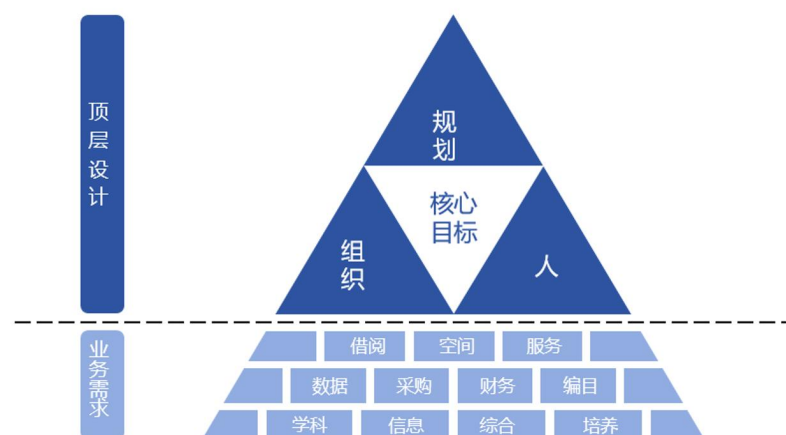 顶层设计
规划
核心
目标
组织
人
业务需求
借阅 空间 服务
数据 采购 财务 编目
学科 信息 综合 培养